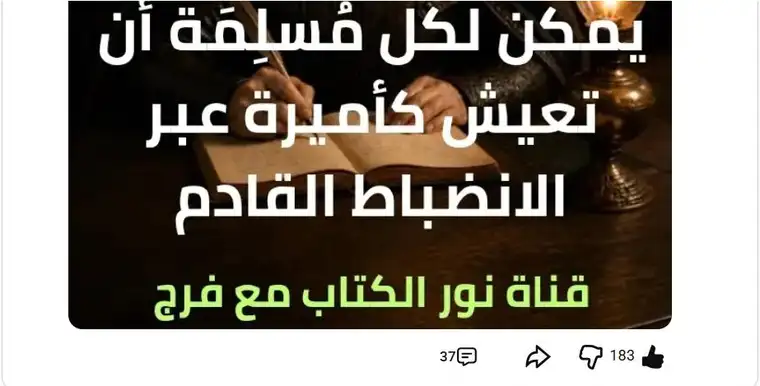 يمكن لكل مُسلِمَة أن
تعيش كأميرة عبر
الانضباط القادم
قناة نور الكتاب مع فرج
183
37